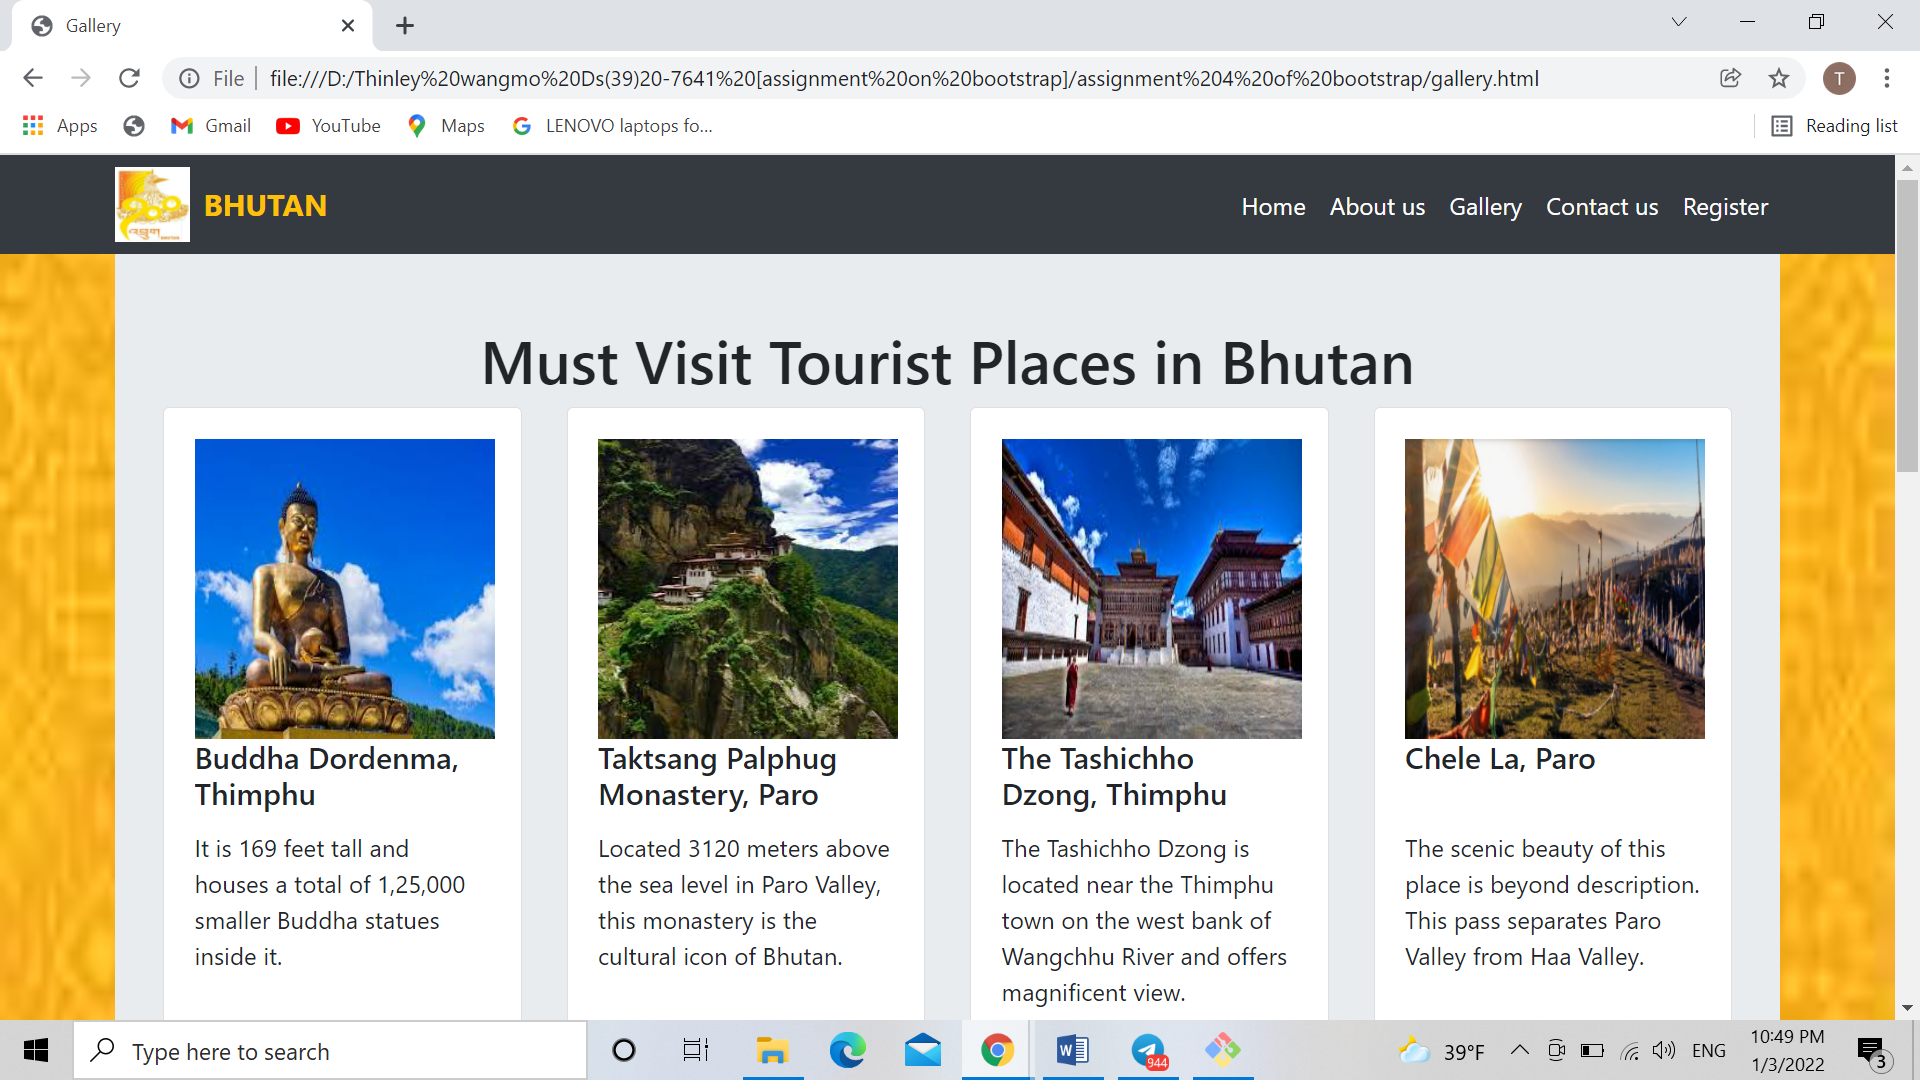 Gallery
File
file:///D:/Thinley%20wangmo%20Ds(39)20-7641%20[assignment%20on%20bootstrap]/assignment%204%20of%20bootstrap/gallery.html
T
Apps
Gmail
YouTube
Maps
LENOVO laptops fo...
Reading list
BHUTAN
Home About us Gallery Contact us Register
Must Visit Tourist Places in Bhutan
Buddha Dordenma,
Thimphu
It is 169 feet tall and
houses a total of 1,25,000
smaller Buddha statues
inside it.
Taktsang Palphug
Monastery, Paro
Located 3120 meters above
the sea level in Paro Valley,
this monastery is the
cultural icon of Bhutan.
The Tashichho
Dzong, Thimphu
The Tashichho Dzong is
located near the Thimphu
town on the west bank of
Wangchhu River and offers
magnificent view.
Chele La, Paro
The scenic beauty of this
place is beyond description.
This pass separates Paro
Valley from Haa Valley.
Type here to search
944
39°F
ENG
10:49 PM
1/3/2022
3